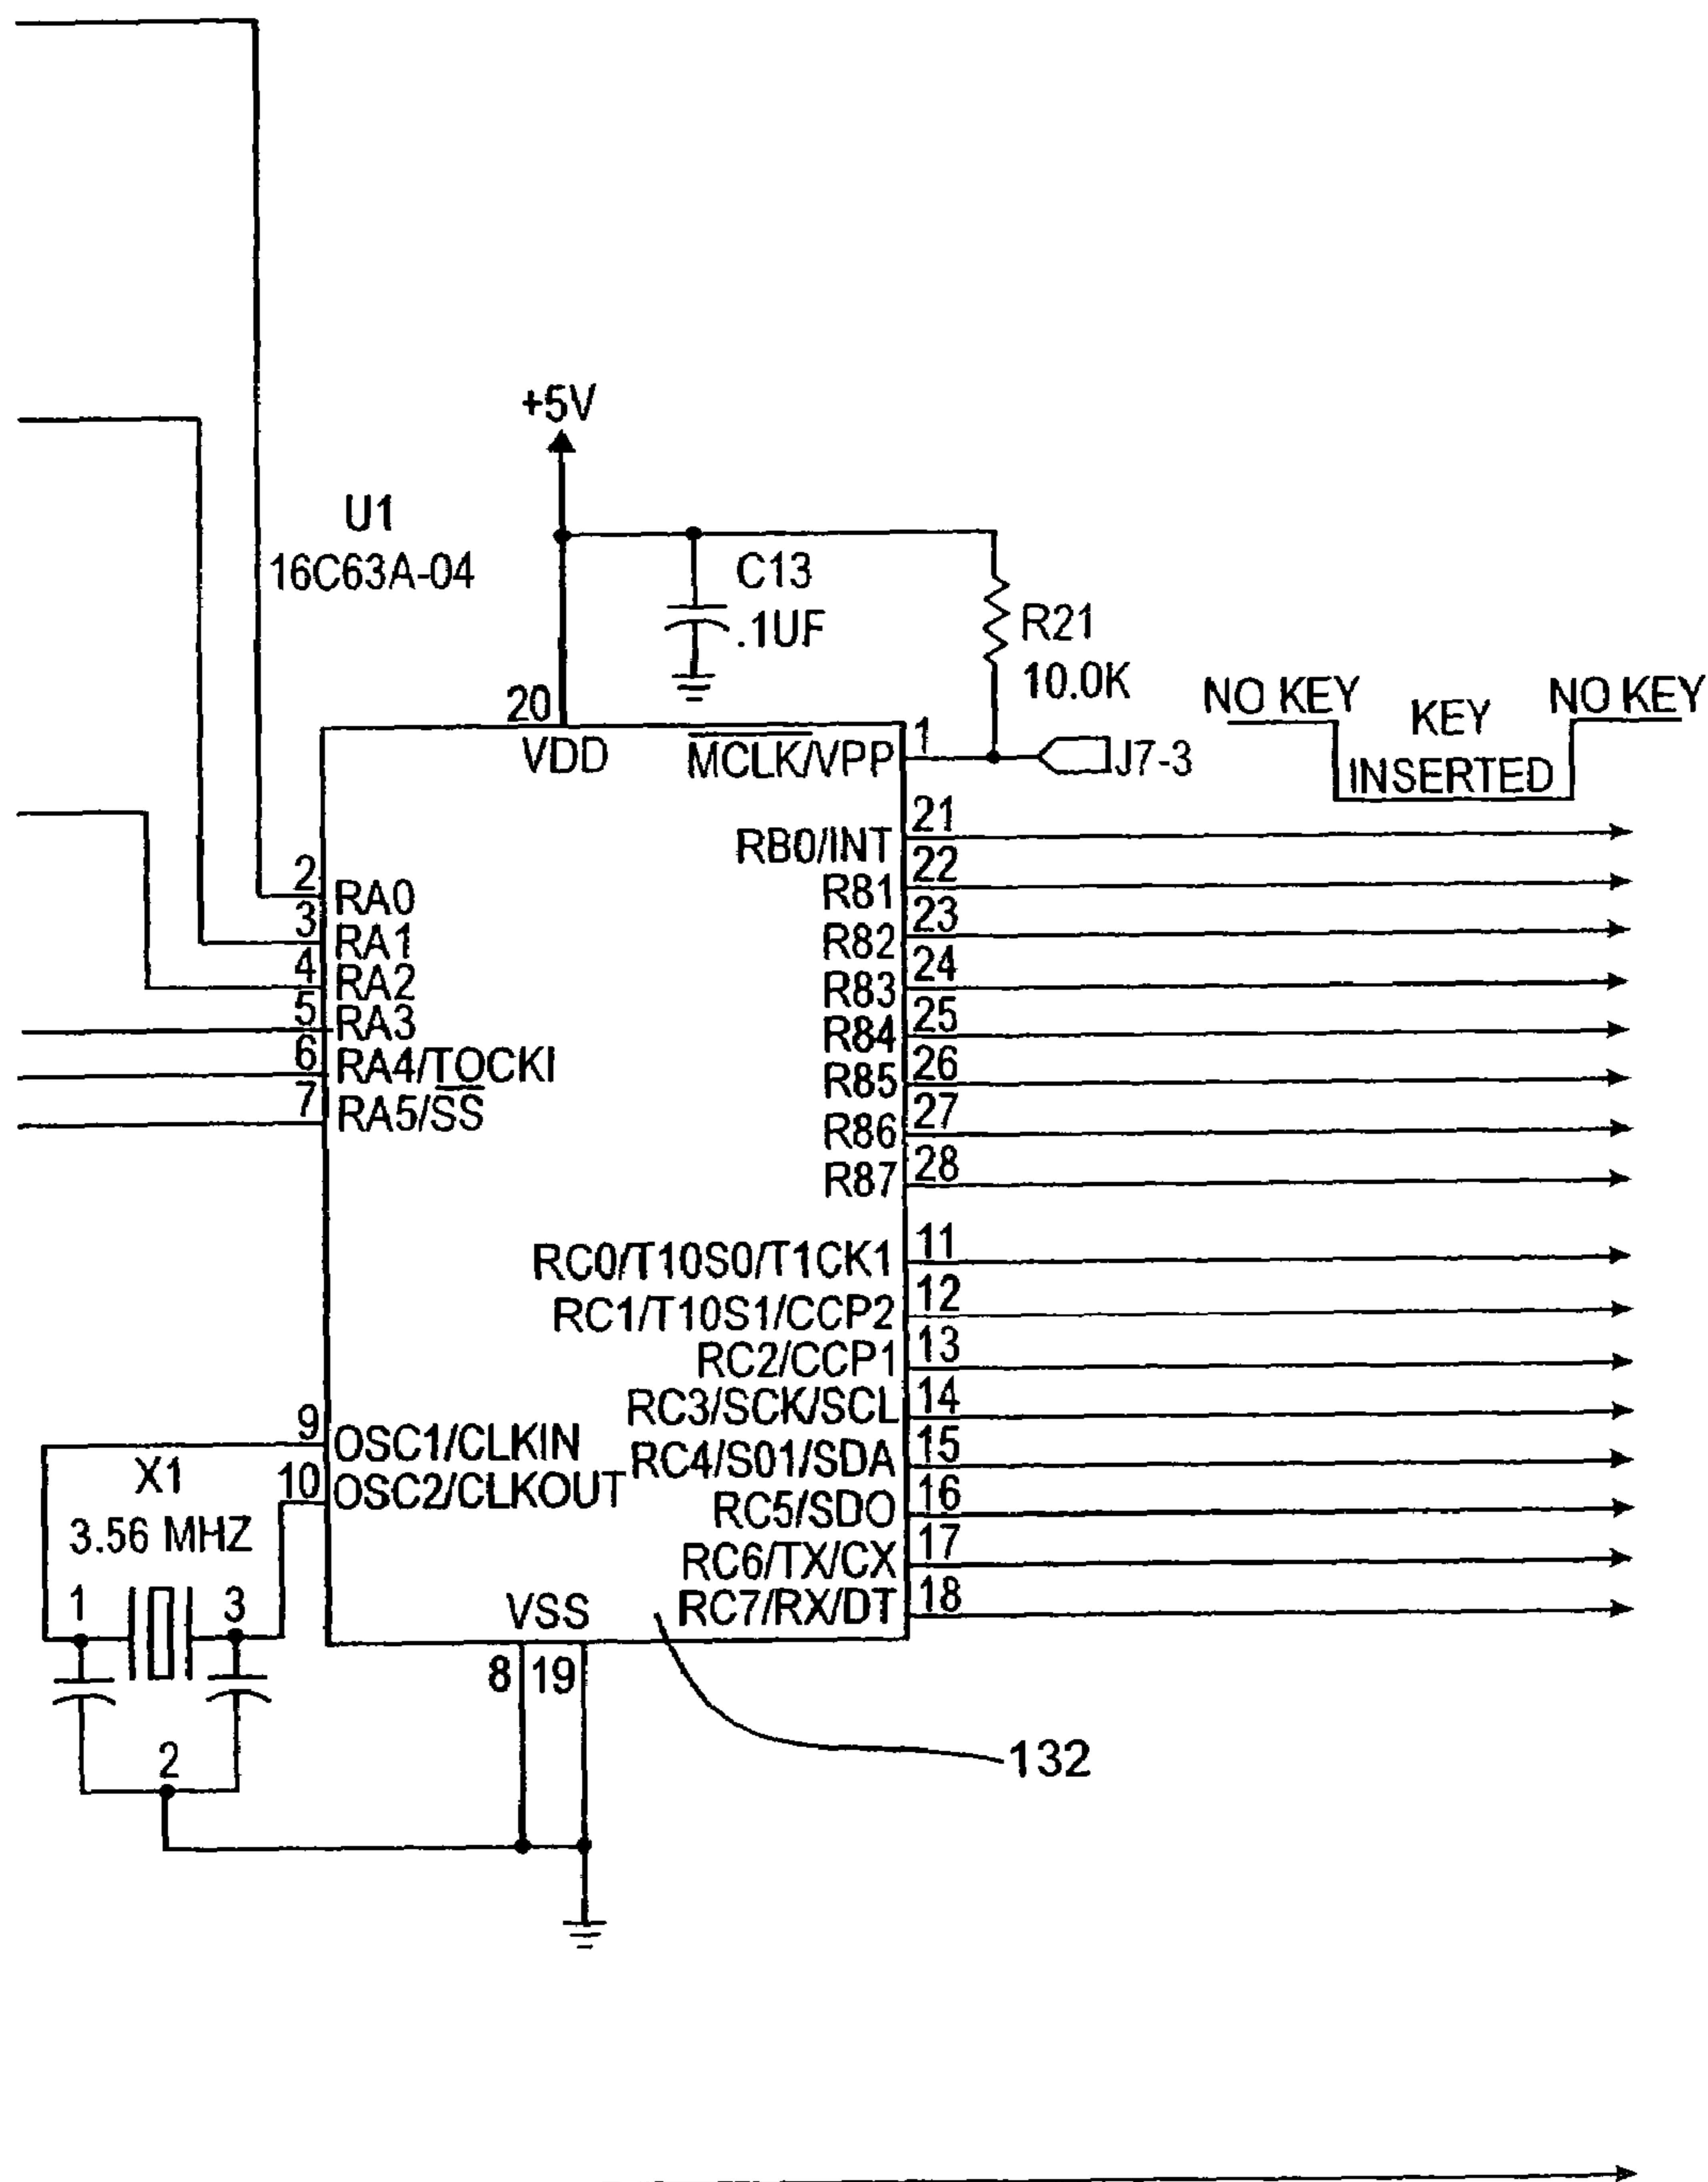 +5V
U1
16C63A-04
C13
.1UF
R21
10.0K
NO KEY
KEY
INSERTED
NO KEY
20
VDD
MCLK/VPP
1
J7-3
RB0/INT
21
R81
22
R82
23
R83
24
R84
25
R85
26
R86
27
R87
28
2
RA0
3
RA1
4
RA2
5
RA3
6
RA4/TOCKI
7
RA5/SS
RC0/T10S0/T1CK1
11
RC1/T10S1/CCP2
12
RC2/CCP1
13
RC3/SCK/SCL
14
RC4/S01/SDA
15
RC5/SDO
16
RC6/TX/CX
17
RC7/RX/DT
18
9
OSC1/CLKIN
10
OSC2/CLKOUT
X1
3.56 MHZ
1
3
2
VSS
8
19
132